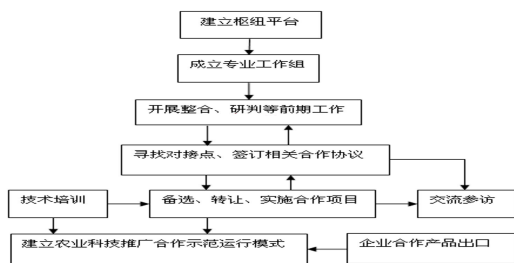 建立枢纽平台
成立专业工作组
开展整合、研判等前期工作
寻找对接点、签订相关合作协议
技术培训
备选、转让、实施合作项目
交流参访
建立农业科技推广合作示范运行模式
企业合作产品出口